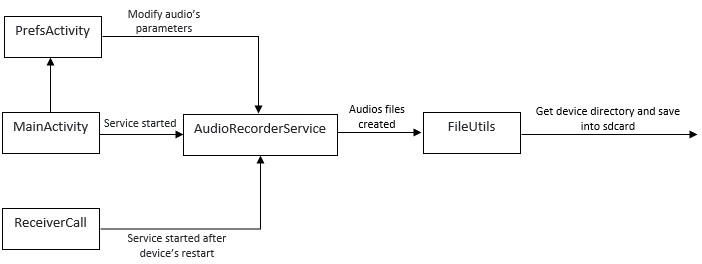 Modify audio's
parameters
PrefsActivity
MainActivity
Service started
AudioRecorderService
Audios files
created
FileUtils
Get device directory and save
into sdcard
ReceiverCall
Service started after
device's restart